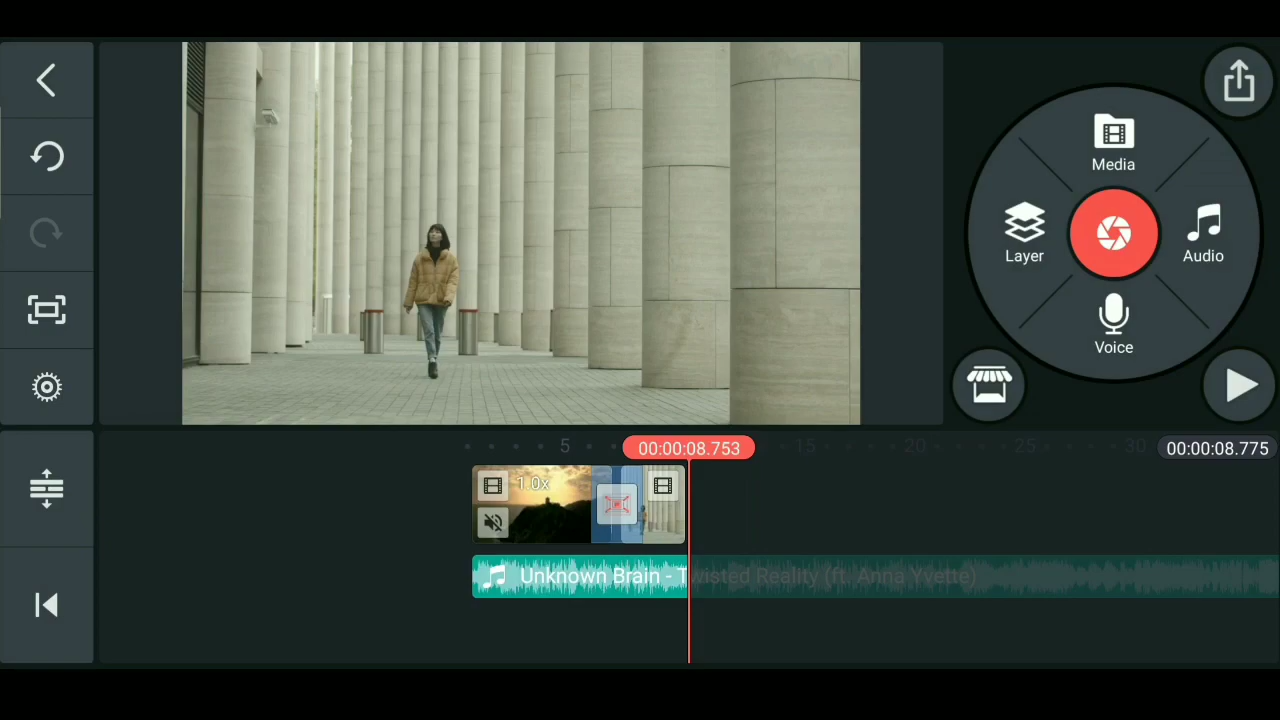 Media
Layer
Audio
Voice
5
00:00:08.753
15
20
25
30
00:00:08.775
1.0x
Unknown Brain - Twisted Reality (ft. Anna Yvette)